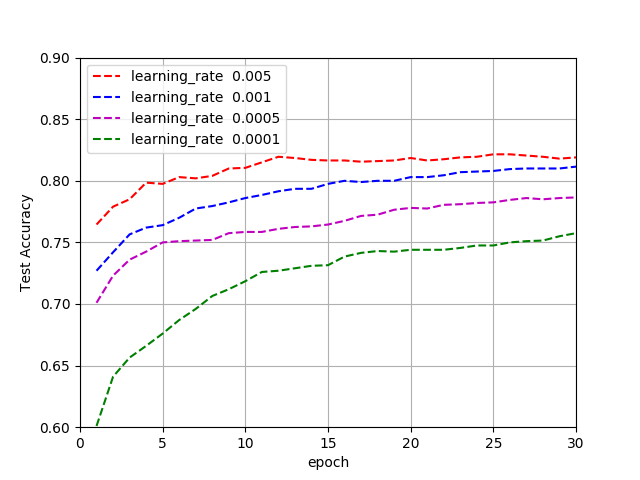 0.90
0.85
0.80
0.75
0.70
0.65
0.60
Test Accuracy
learning_rate 0.005
learning_rate 0.001
learning_rate 0.0005
learning_rate 0.0001
0 5 10 15 20 25 30
epoch